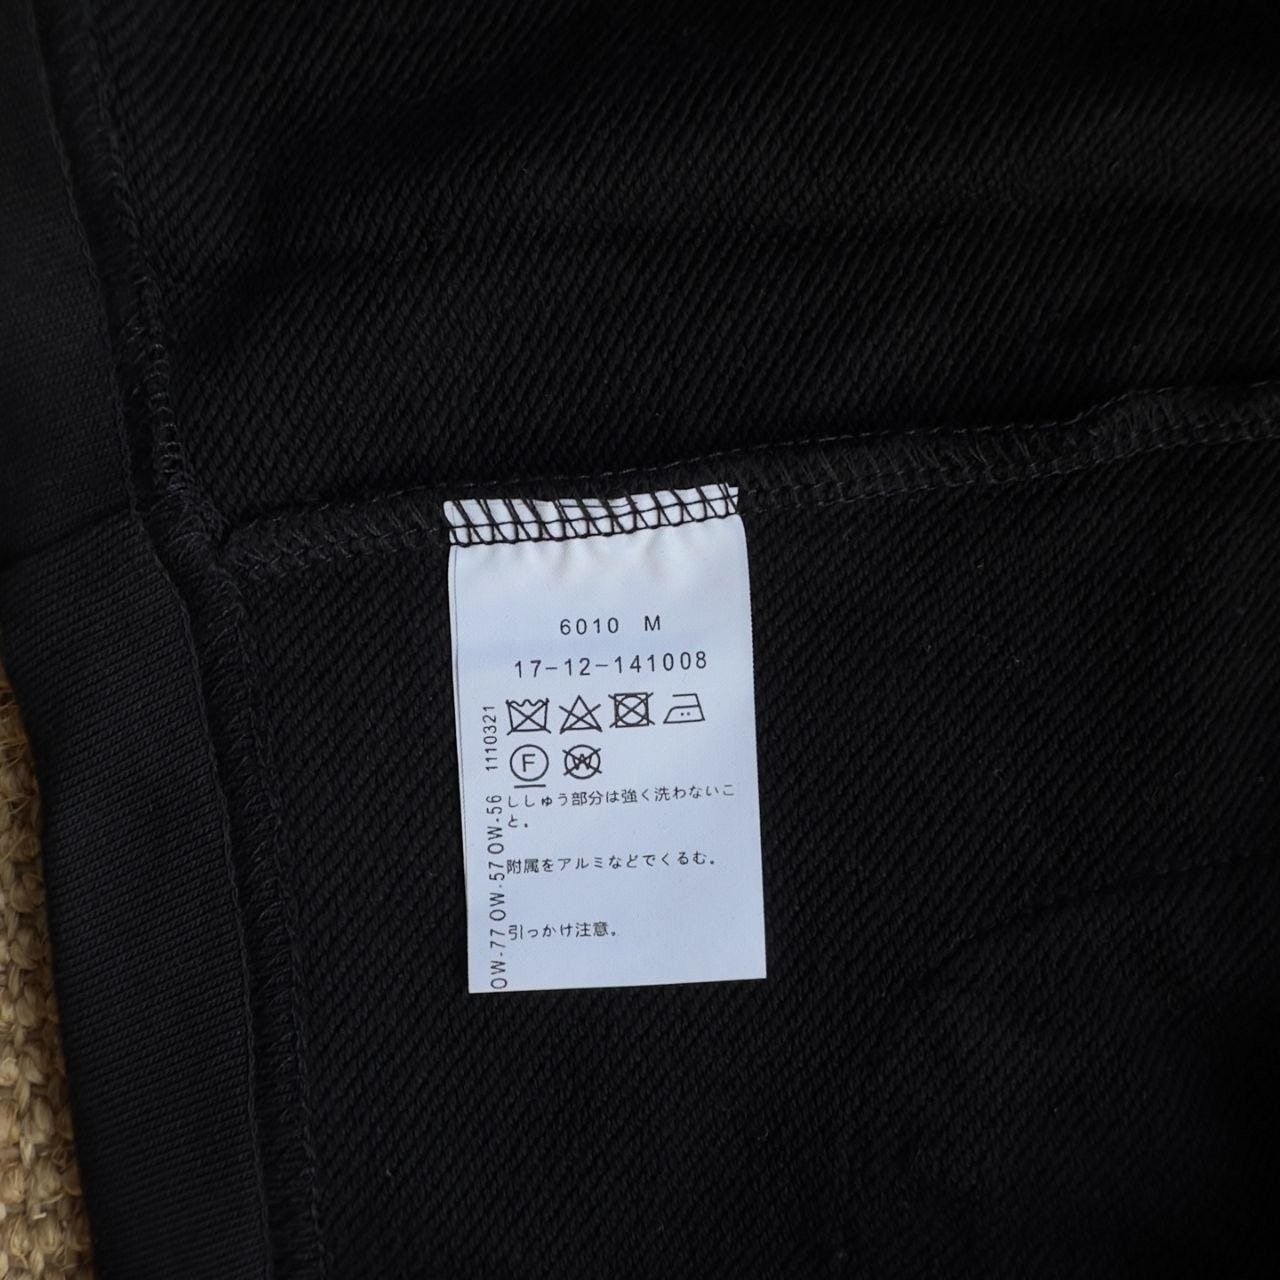 6010 M
17-12-141008
F
W
ししゅう部分は強く洗わないこ
と。
附属をアルミなどでくるむ。
引っかけ注意。
OW-77 OW-57 OW-56 1110321